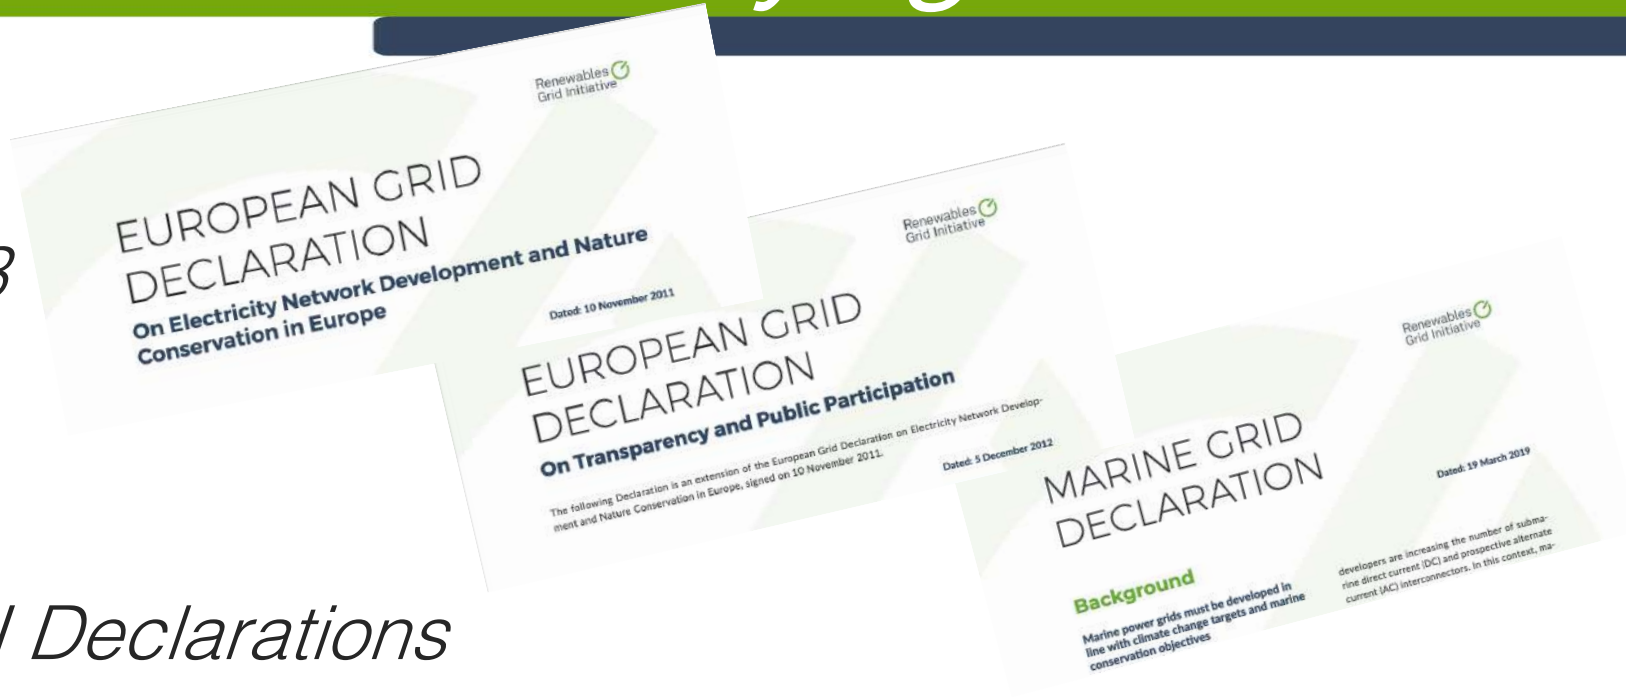 Renewables
Grid Initiative
EUROPEAN GRID
DECLARATION
On Electricity Network Development and Nature
Conservation in Europe
Dated: 10 November 2011
Renewables
Grid Initiative
EUROPEAN GRID
DECLARATION
On Transparency and Public Participation
The following Declaration is an extension of the European Grid Declaration on Electricity Network Develop-
ment and Nature Conservation in Europe, signed on 10 November 2011.
Dated: 5 December 2012
Renewables
Grid Initiative
MARINE GRID
DECLARATION
Dated: 19 March 2019
Background
Marine power grids must be developed in
line with climate change targets and marine
conservation objectives
developers are increasing the number of subma-
rine direct current (DC) and prospective alternate
current (AC) interconnectors. In this context, ma-
3
Declarations